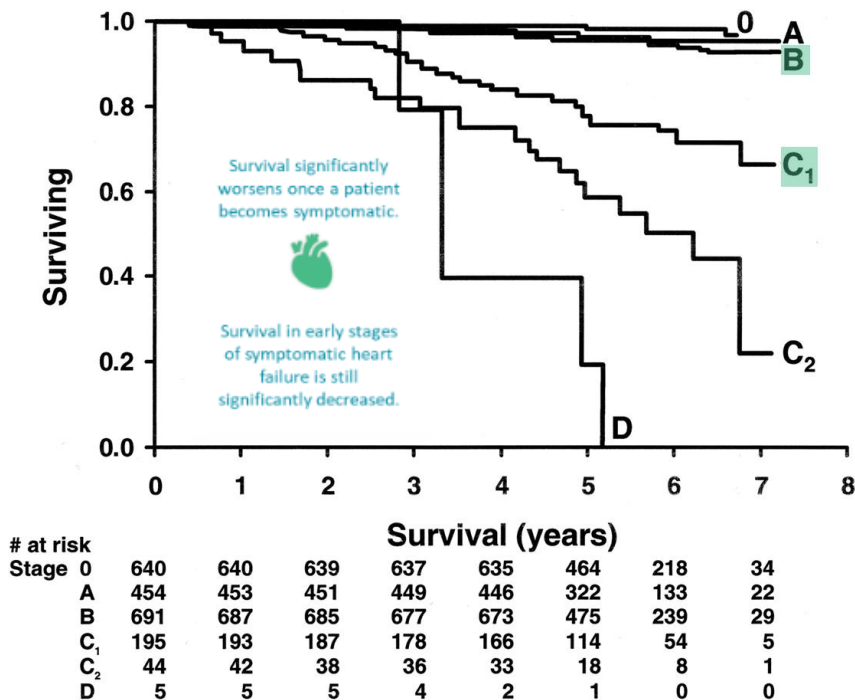 1.0
0.8
0.6
0.4
0.2
0.0
Surviving
0
A
B
C1
C2
D
Survival significantly
worsens once a patient
becomes symptomatic.
Survival in early stages
of symptomatic heart
failure is still
significantly decreased.
0 1 2 3 4 5 6 7 8
Survival (years)
# at risk
Stage 0 640 640 639 637 635 464 218 34
A 454 453 451 449 446 322 133 22
B 691 687 685 677 673 475 239 29
C1 195 193 187 178 166 114 54 5
C2 44 42 38 36 33 18 8 1
D 5 5 5 4 2 1 0 0